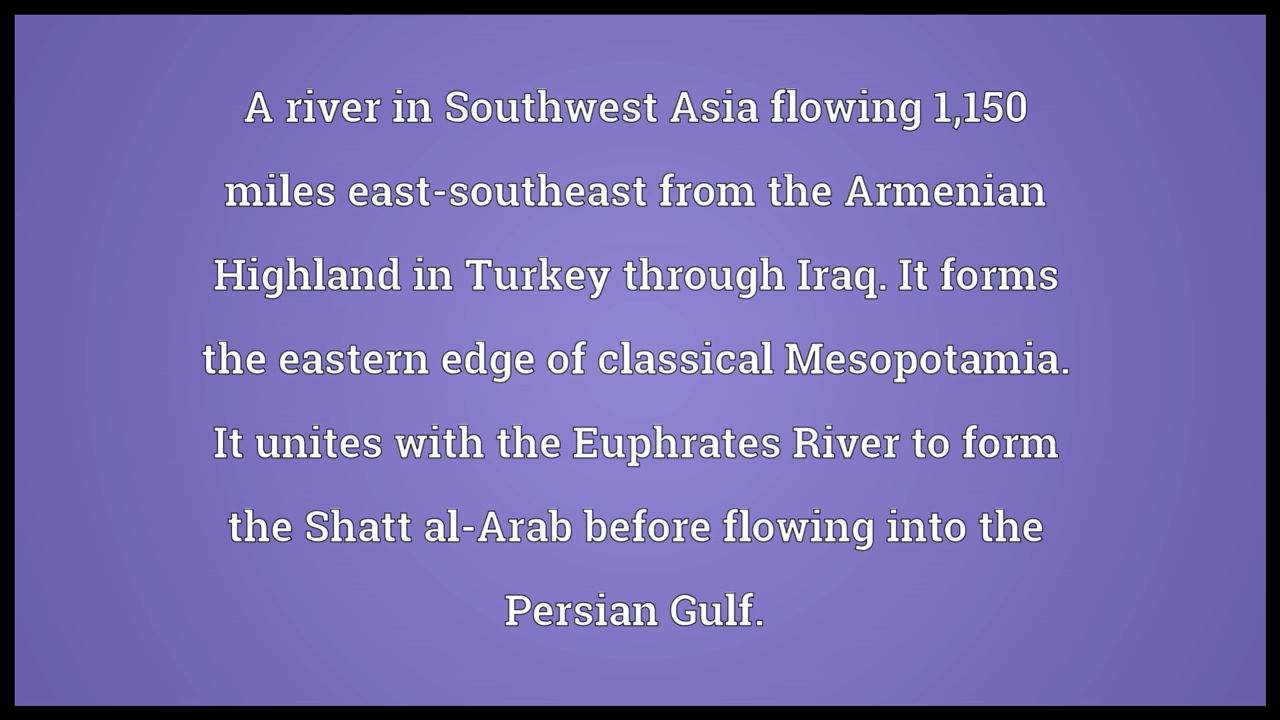 A river in Southwest Asia flowing 1,150
miles east-southeast from the Armenian
Highland in Turkey through Iraq. It forms
the eastern edge of classical Mesopotamia.
It unites with the Euphrates River to form
the Shatt al-Arab before flowing into the
Persian Gulf.